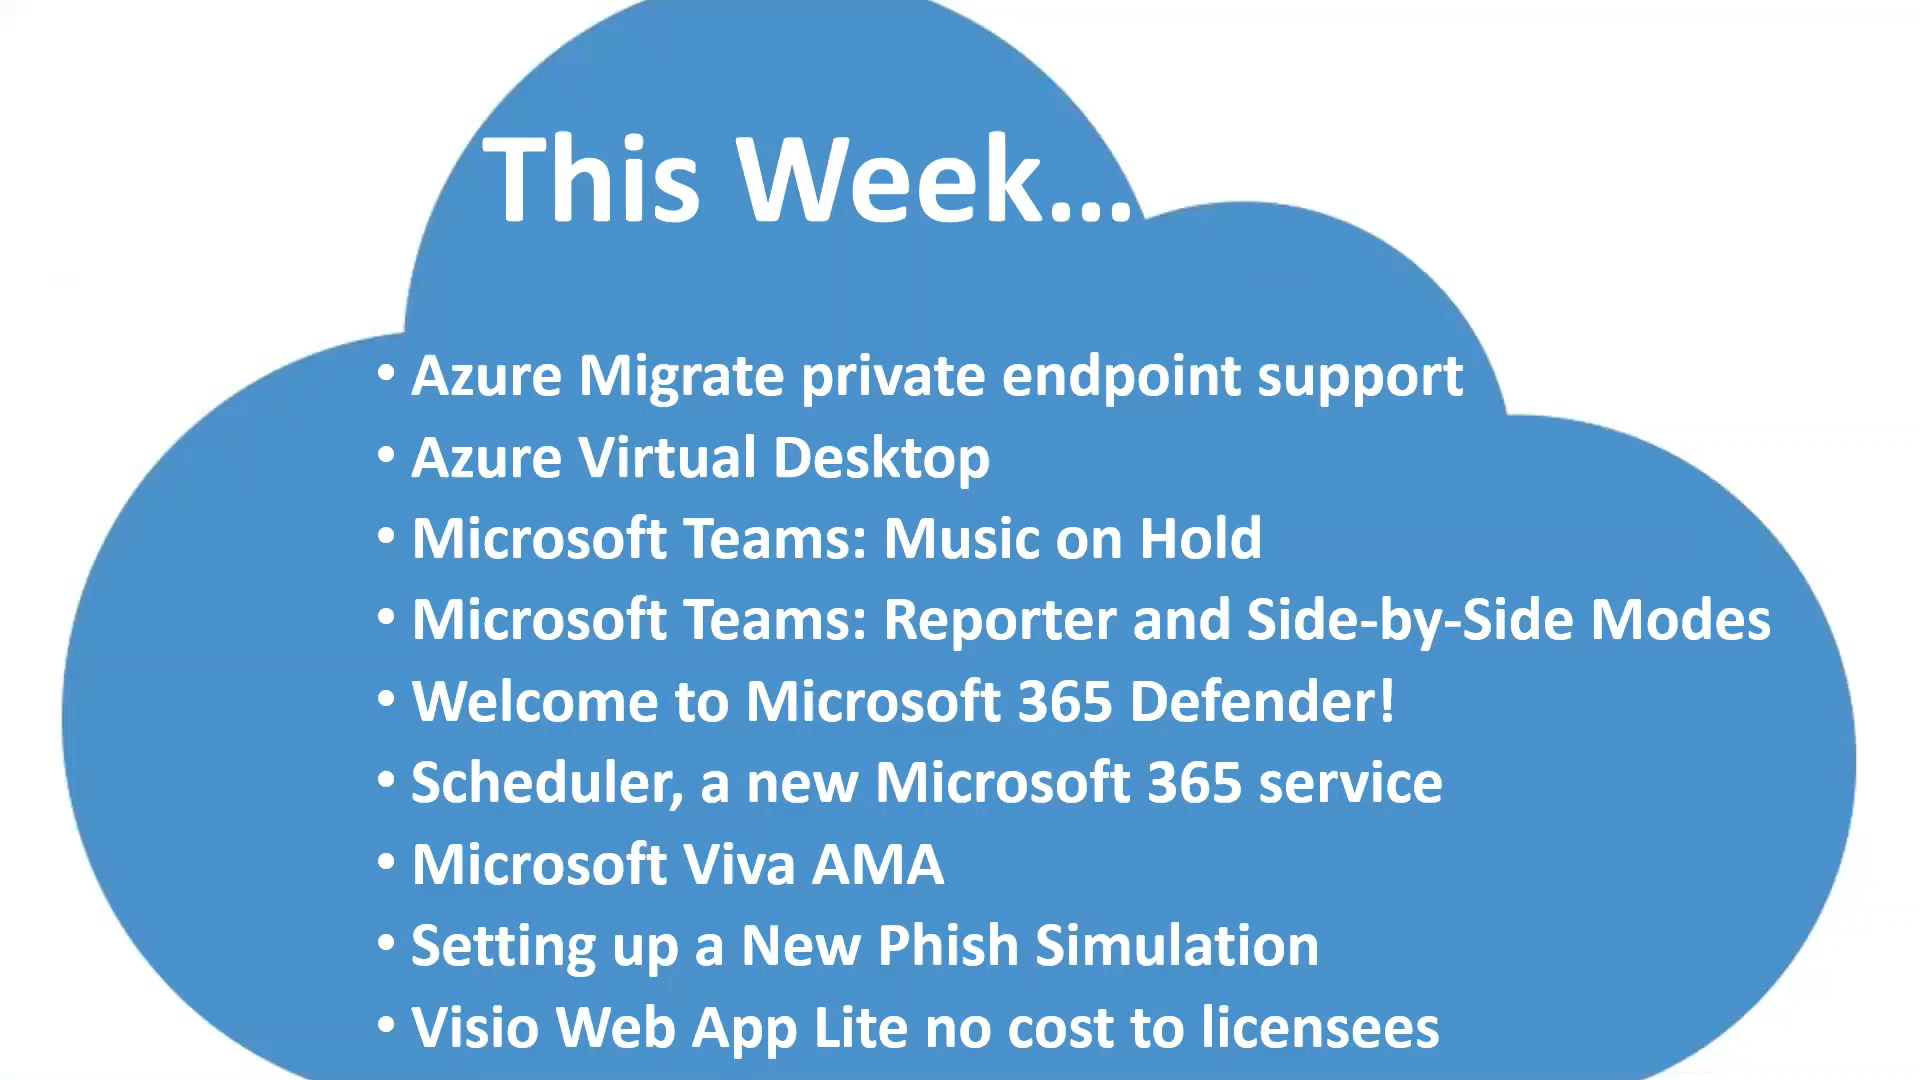 This Week...
• Azure Migrate private endpoint support
• Azure Virtual Desktop
• Microsoft Teams: Music on Hold
• Microsoft Teams: Reporter and Side-by-Side Modes
• Welcome to Microsoft 365 Defender!
• Scheduler, a new Microsoft 365 service
• Microsoft Viva AMA
• Setting up a New Phish Simulation
• Visio Web App Lite no cost to licensees